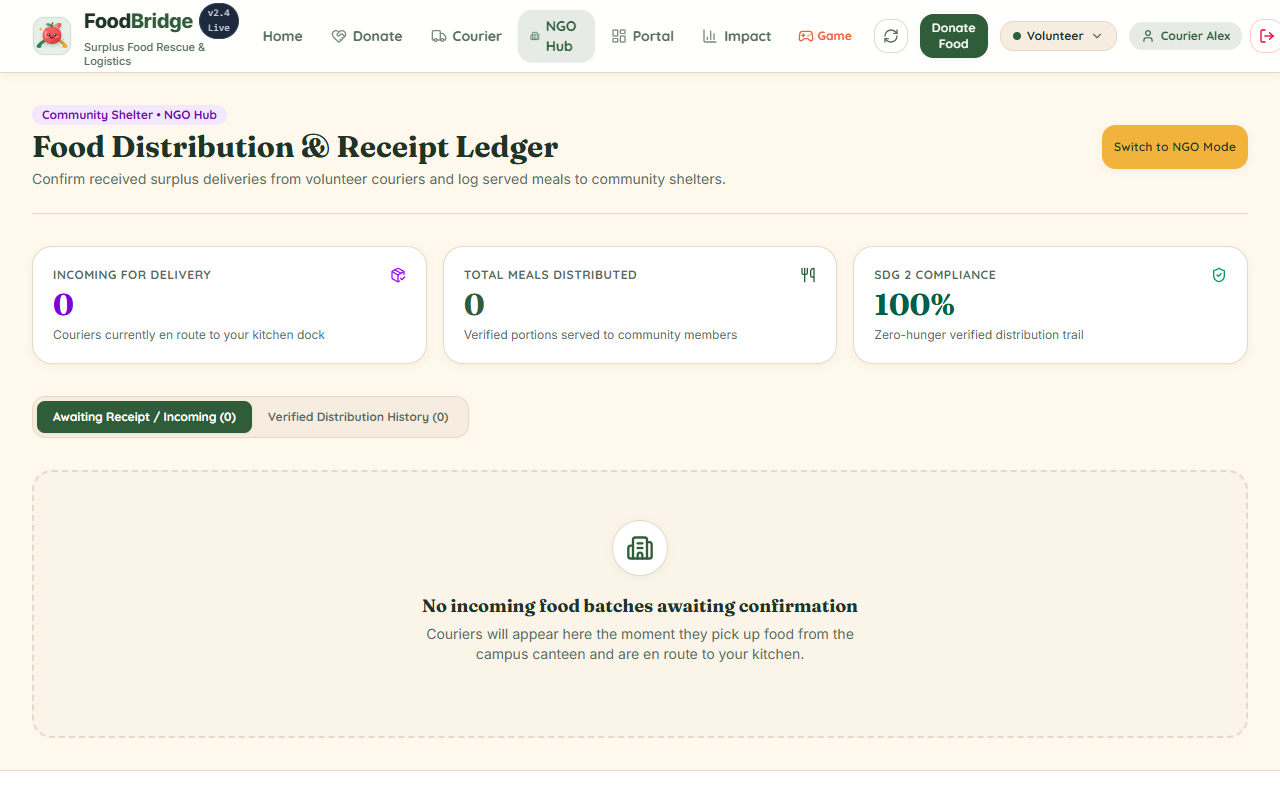 FoodBridge
v2.4
Live
Surplus Food Rescue &
Logistics
Home
Donate
Courier
NGO
Hub
Portal
Impact
Game
Donate
Food
Volunteer
Courier Alex
Community Shelter • NGO Hub
Food Distribution & Receipt Ledger
Switch to NGO Mode
Confirm received surplus deliveries from volunteer couriers and log served meals to community shelters.
INCOMING FOR DELIVERY
0
Couriers currently en route to your kitchen dock
TOTAL MEALS DISTRIBUTED
0
Verified portions served to community members
SDG 2 COMPLIANCE
100%
Zero-hunger verified distribution trail
Awaiting Receipt / Incoming (0)
Verified Distribution History (0)
No incoming food batches awaiting confirmation
Couriers will appear here the moment they pick up food from the
campus canteen and are en route to your kitchen.